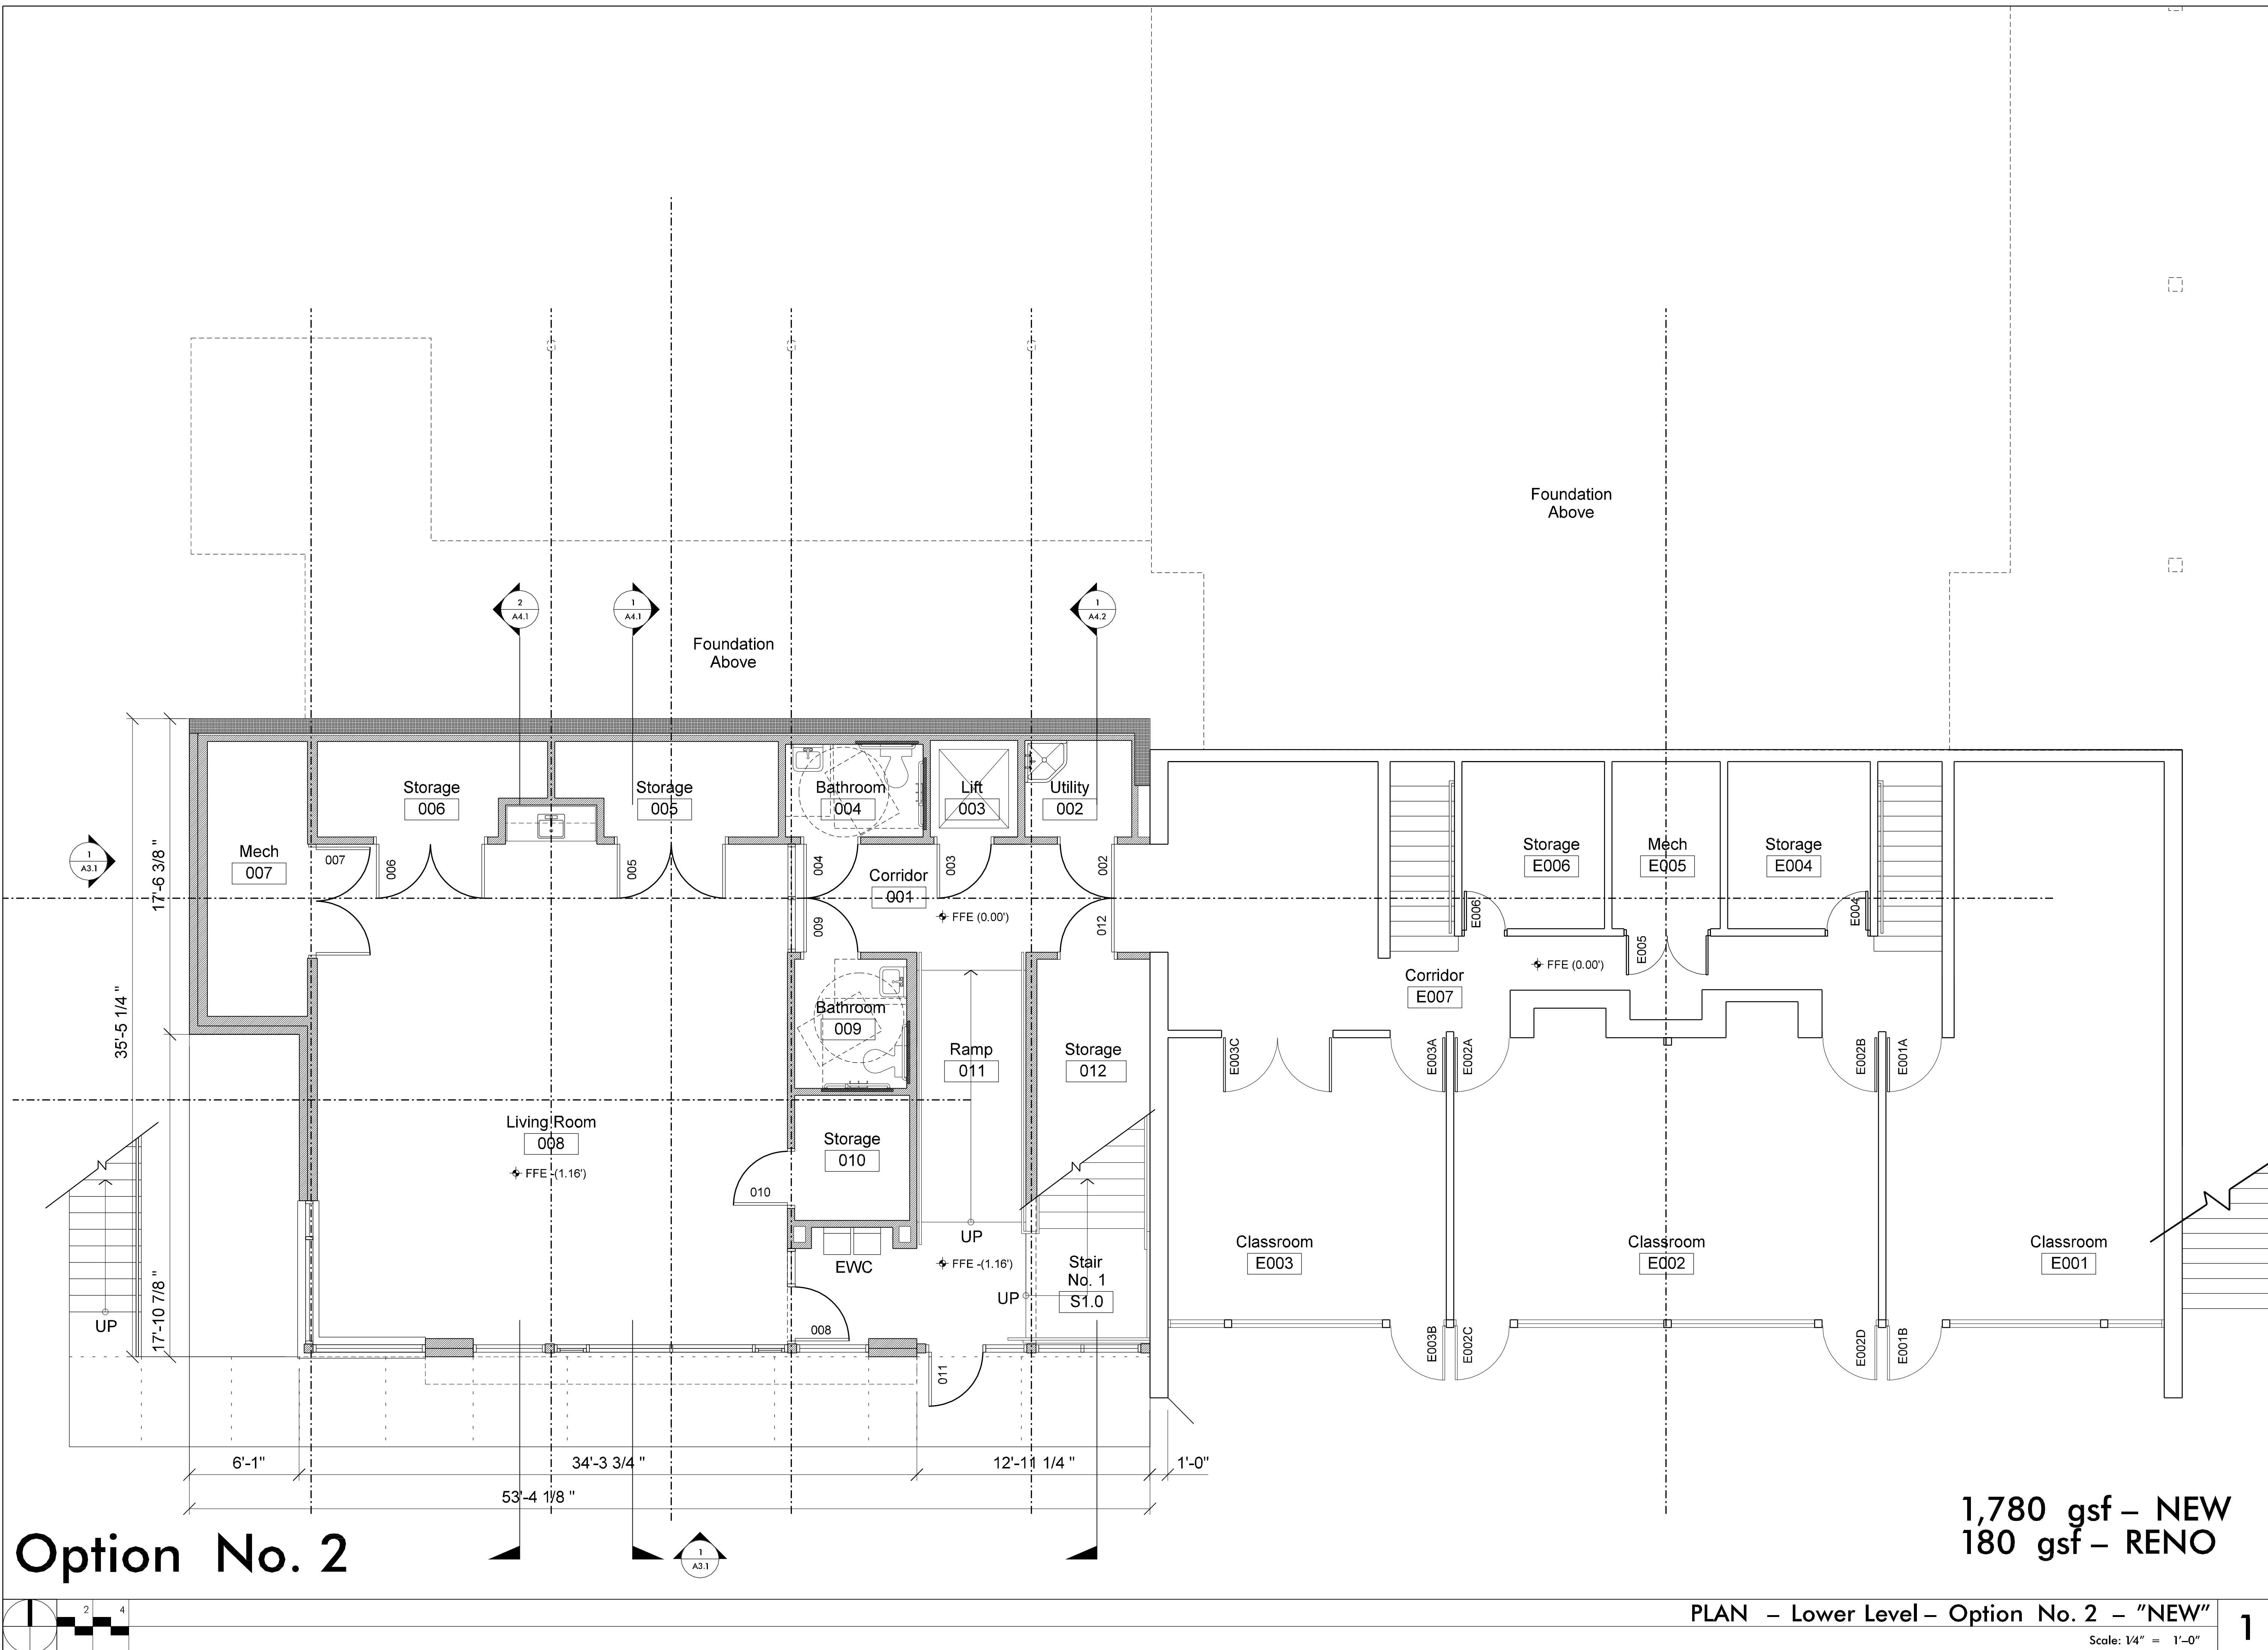 Foundation
Above
2
A4.1
1
A4.1
1
A4.2
Foundation
Above
Storage
006
Storage
005
Bathroom
004
Lift
003
Utility
002
Mech
007
1
A3.1
007
006
005
004
003
002
Corridor
001
FFE (0.00')
009
012
17'-6 3/8 "
35'-5 1/4 "
17'-10 7/8 "
Storage
E006
Mech
E005
Storage
E004
E006
E005
E004
FFE (0.00')
Corridor
E007
Bathroom
009
Ramp
011
Storage
012
E003C
E003A
E002A
E002B
E001A
Living Room
008
FFE -(1.16')
Storage
010
010
UP
EWC
FFE -(1.16')
Stair
No. 1
S1.0
UP
UP
008
011
Classroom
E003
Classroom
E002
Classroom
E001
E003B
E002C
E002D
E001B
6'-1"
34'-3 3/4 "
12'-11 1/4 "
1'-0"
53'-4 1/8 "
1
A3.1
Option No. 2
1,780 gsf – NEW
180 gsf – RENO
2 4
PLAN – Lower Level – Option No. 2 – "NEW"
Scale: 1/4" = 1'–0"
1